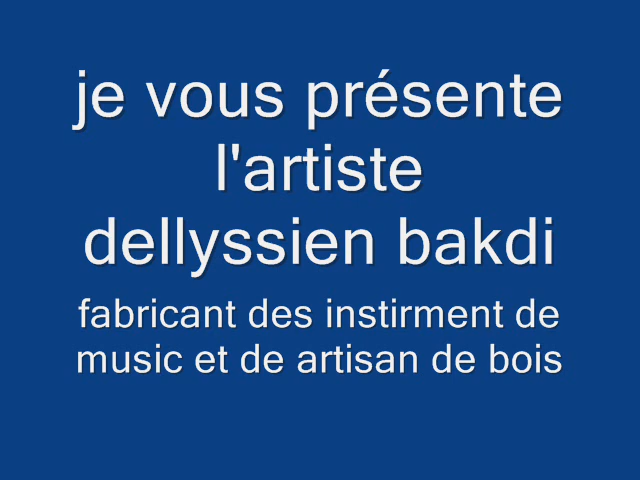 je vous présente
l'artiste
dellyssien bakdi
fabricant des instirment de
music et de artisan de bois